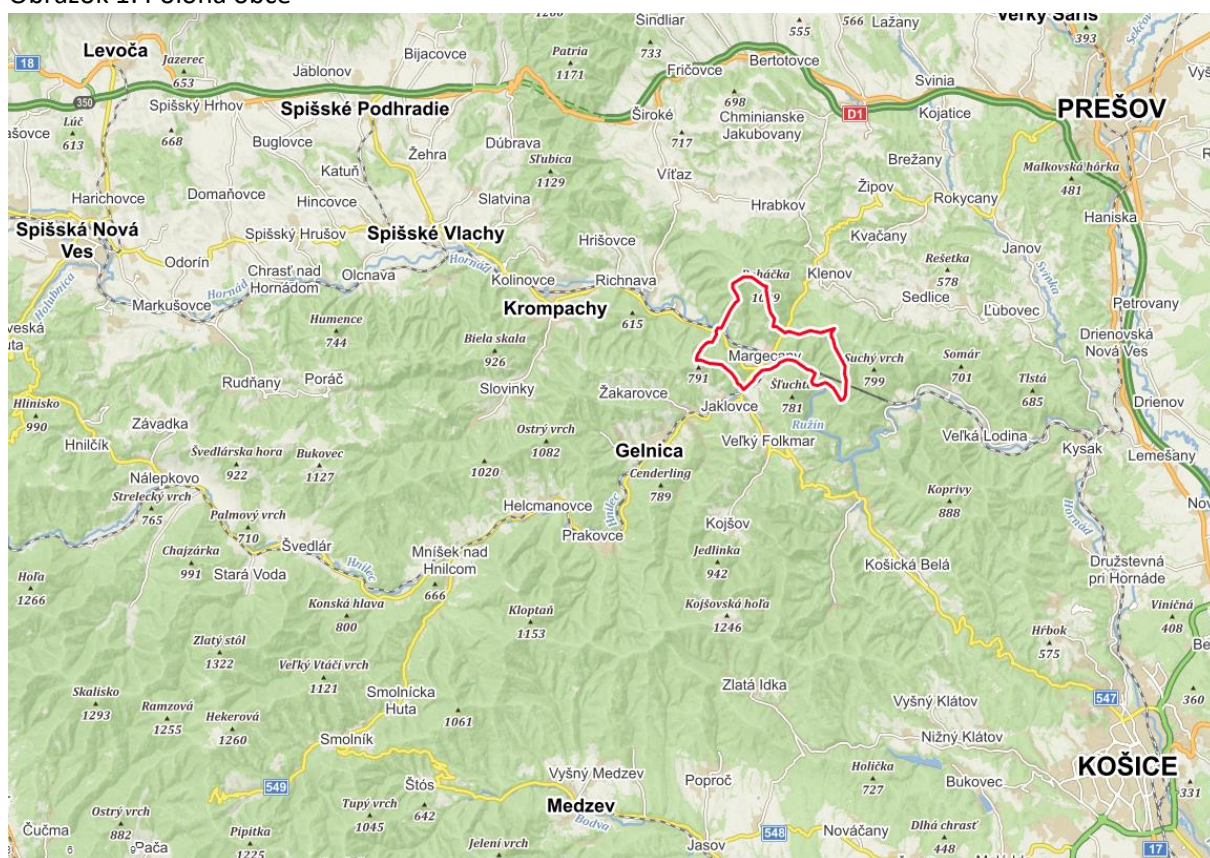 Obrázok 1: Poloha obce
Sindliar
555
566
Lažany
Veľký Šariš
393
Levoča
Jazerec
653
Bijacovce
Patria
1171
733
Bertotovce
Fričovce
18
Jablonov
Svinia
350
Spišský Hrhov
Spišské Podhradie
Široké
698
Chminianske
Jakubovany
D1
Kojatice
PREŠOV
Lúč
613
668
Buglovce
Žehra
Dúbrava
717
Brežany
Malkovská hôrka
481
Katuň
Sľubica
1129
Víťaz
Žipov
Harichovce
Domaňovce
Hincovce
Slatvina
Hrabkov
Rokycany
Haniska
Spišská Nová
Ves
Spišský Hrušov
Spišské Vlachy
Hrišovce
Kvačany
Janov
Odorín
Hornád
Rešetka
578
Svinka
Chrasť nad
Hornádom
Olcnava
Kolinovce
Richnava
Klenov
Sedlice
Petrovany
Holubnica
Markušovce
Hornád
Krompachy
Ľubovec
Humence
744
615
Drienovská
Nová Ves
Biela skala
926
Margecany
Suchý vrch
799
Somár
701
Rudňany
Poráč
Slovinky
791
Tlstá
685
Drienov
Žakarovce
781
Hlinisko
990
Závadka
Jaklovce
Ružín
Hnilčík
Švedlárska hora
922
Bukovec
1127
Ostrý vrch
1082
Gelnica
Veľký Folkmar
Veľká Lodina
Kysak
Lemešany
Nálepkovo
1020
Cenderling
789
Strelecký vrch
765
Helcmanovce
Koprivy
888
Palmový vrch
710
Hnilec
Kojšov
Hornád
Prakovce
Chajzárka
991
Švedlár
Mníšek nad
Hnilcom
Jedlinka
942
Košická Belá
Družstevná
pri Hornáde
Hoľa
1266
Stará Voda
Hnilec
666
Konská hlava
800
Kloptaň
1153
Kojšovská hoľa
1246
Viničná
408
Hŕbok
575
Zlatý stôl
1322
Veľký Vtáčí vrch
1121
Zlatá Idka
Skalisko
1293
Ramzová
1255
Smolnícka
Huta
Vyšný Klátov
547
360
Hekerová
1260
1061
Smolník
Nižný Klátov
KOŠICE
549
Štós
Vyšný Medzev
Poproč
Holička
727
Bukovec
331
Ostrý vrch
882
Tupý vrch
1045
642
Medzev
Čučma
Pipitka
1225
Bodva
548
Nováčany
Dlhá chrasť
448
Pača
Jelení vrch
Jasov
17